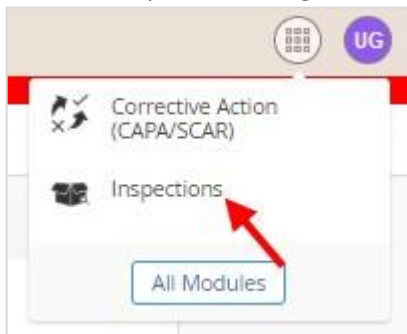 UG
Corrective Action
(CAPA/SCAR)
Inspections
All Modules